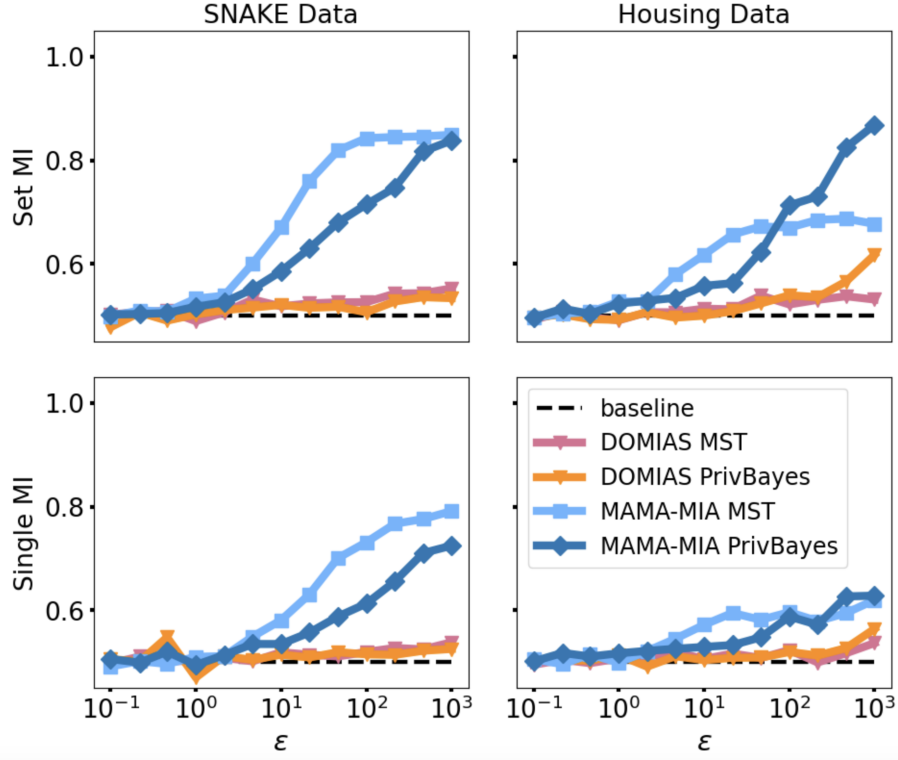 SNAKE Data
Housing Data
Set MI
1.0
0.8
0.6
Single MI
1.0
0.8
0.6
baseline
DOMIAS MST
DOMIAS PrivBayes
MAMA-MIA MST
MAMA-MIA PrivBayes
10⁻¹ 10⁰ 10¹ 10² 10³
10⁻¹ 10⁰ 10¹ 10² 10³
ε
ε